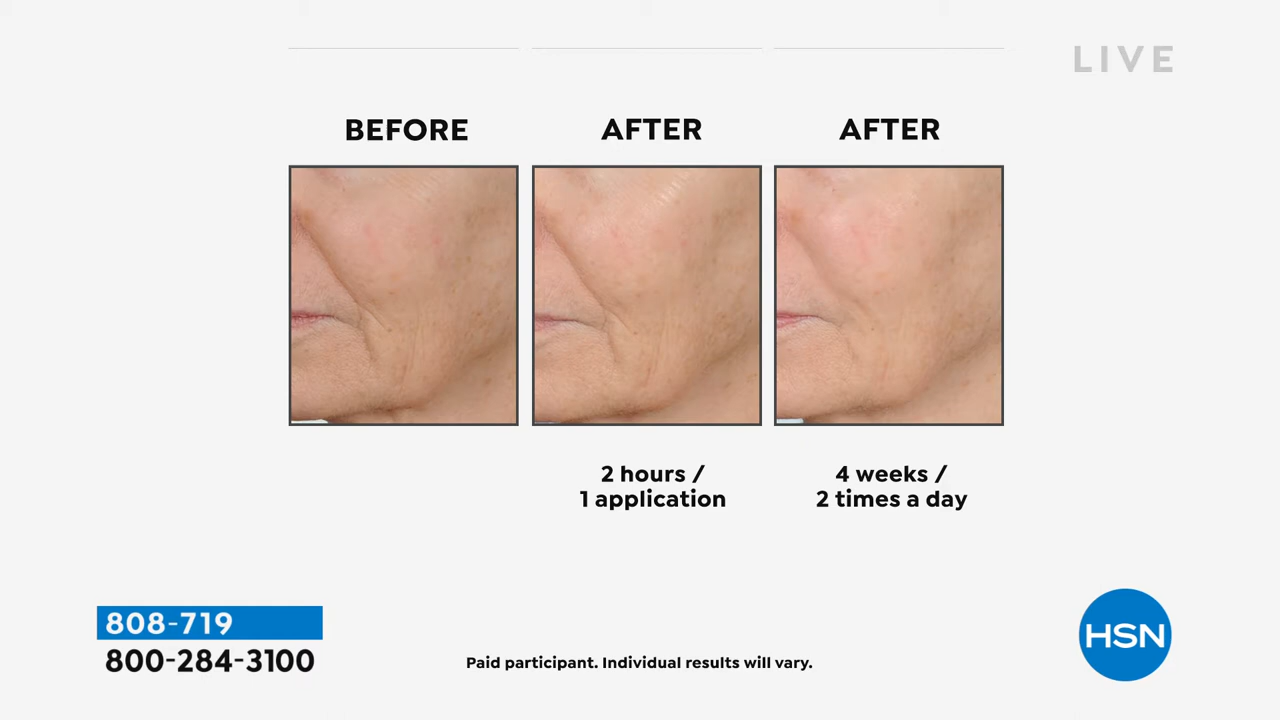 LIVE
BEFORE
AFTER
AFTER
2 hours /
1 application
4 weeks /
2 times a day
808-719
800-284-3100
Paid participant. Individual results will vary.
HSN